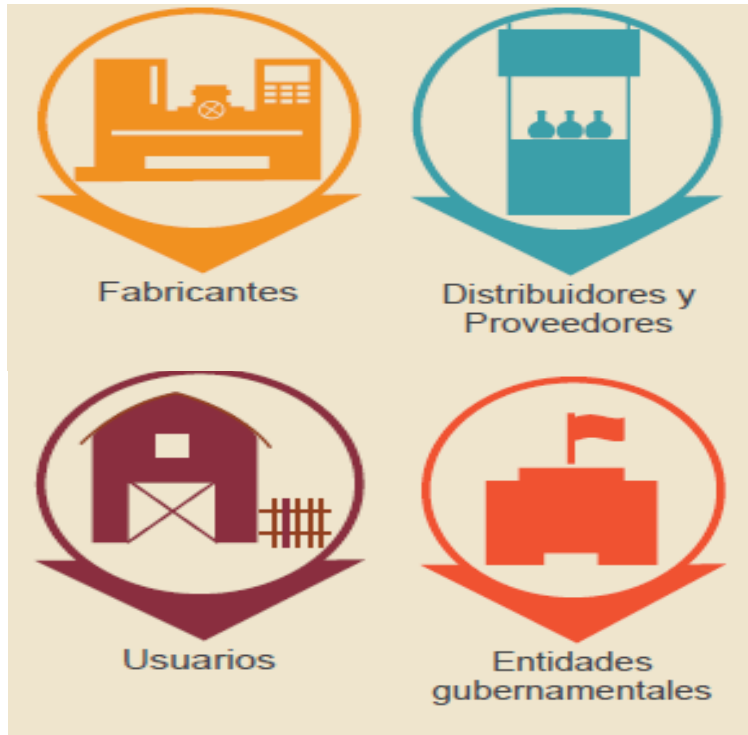 Fabricantes
Distribuidores y
Proveedores
Usuarios
Entidades
gubernamentales